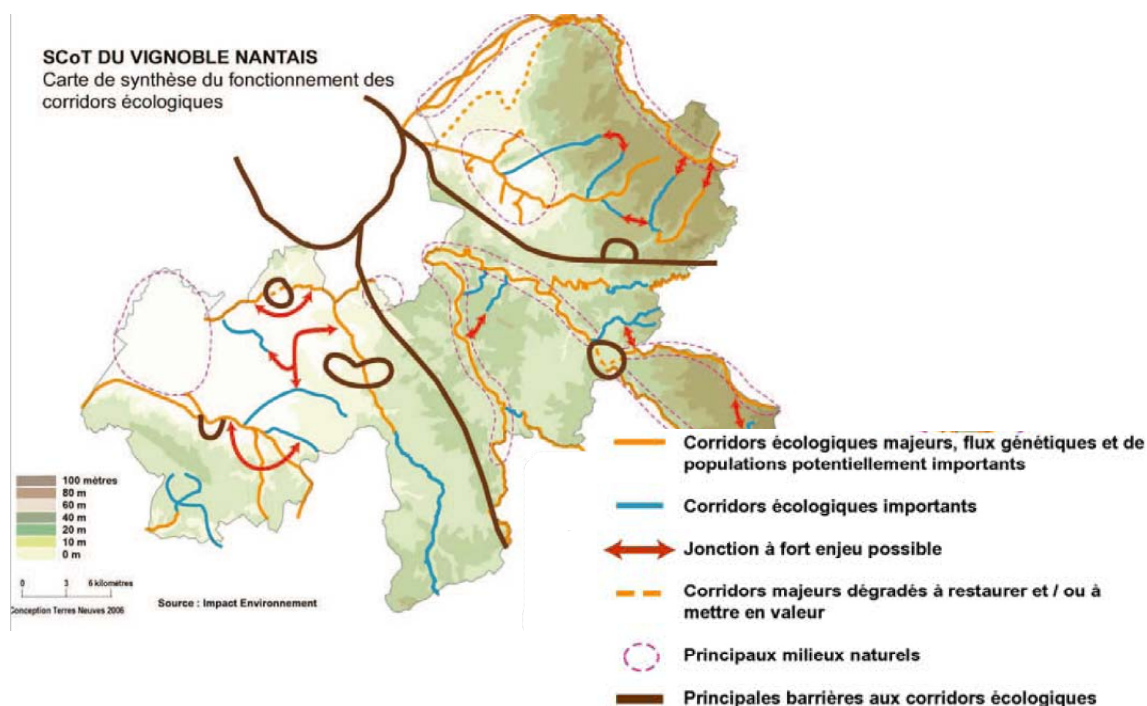 SCoT DU VIGNOBLE NANTAIS
Carte de synthèse du fonctionnement des
corridors écologiques
Corridors écologiques majeurs, flux génétiques et de
populations potentiellement importants
Corridors écologiques importants
Jonction à fort enjeu possible
Corridors majeurs dégradés à restaurer et / ou à
mettre en valeur
Principaux milieux naturels
Principales barrières aux corridors écologiques
100 mètres
80 m
60 m
40 m
20 m
10 m
0 m
0 3 6 kilomètres
Conception Terres Neuves 2006
Source : Impact Environnement